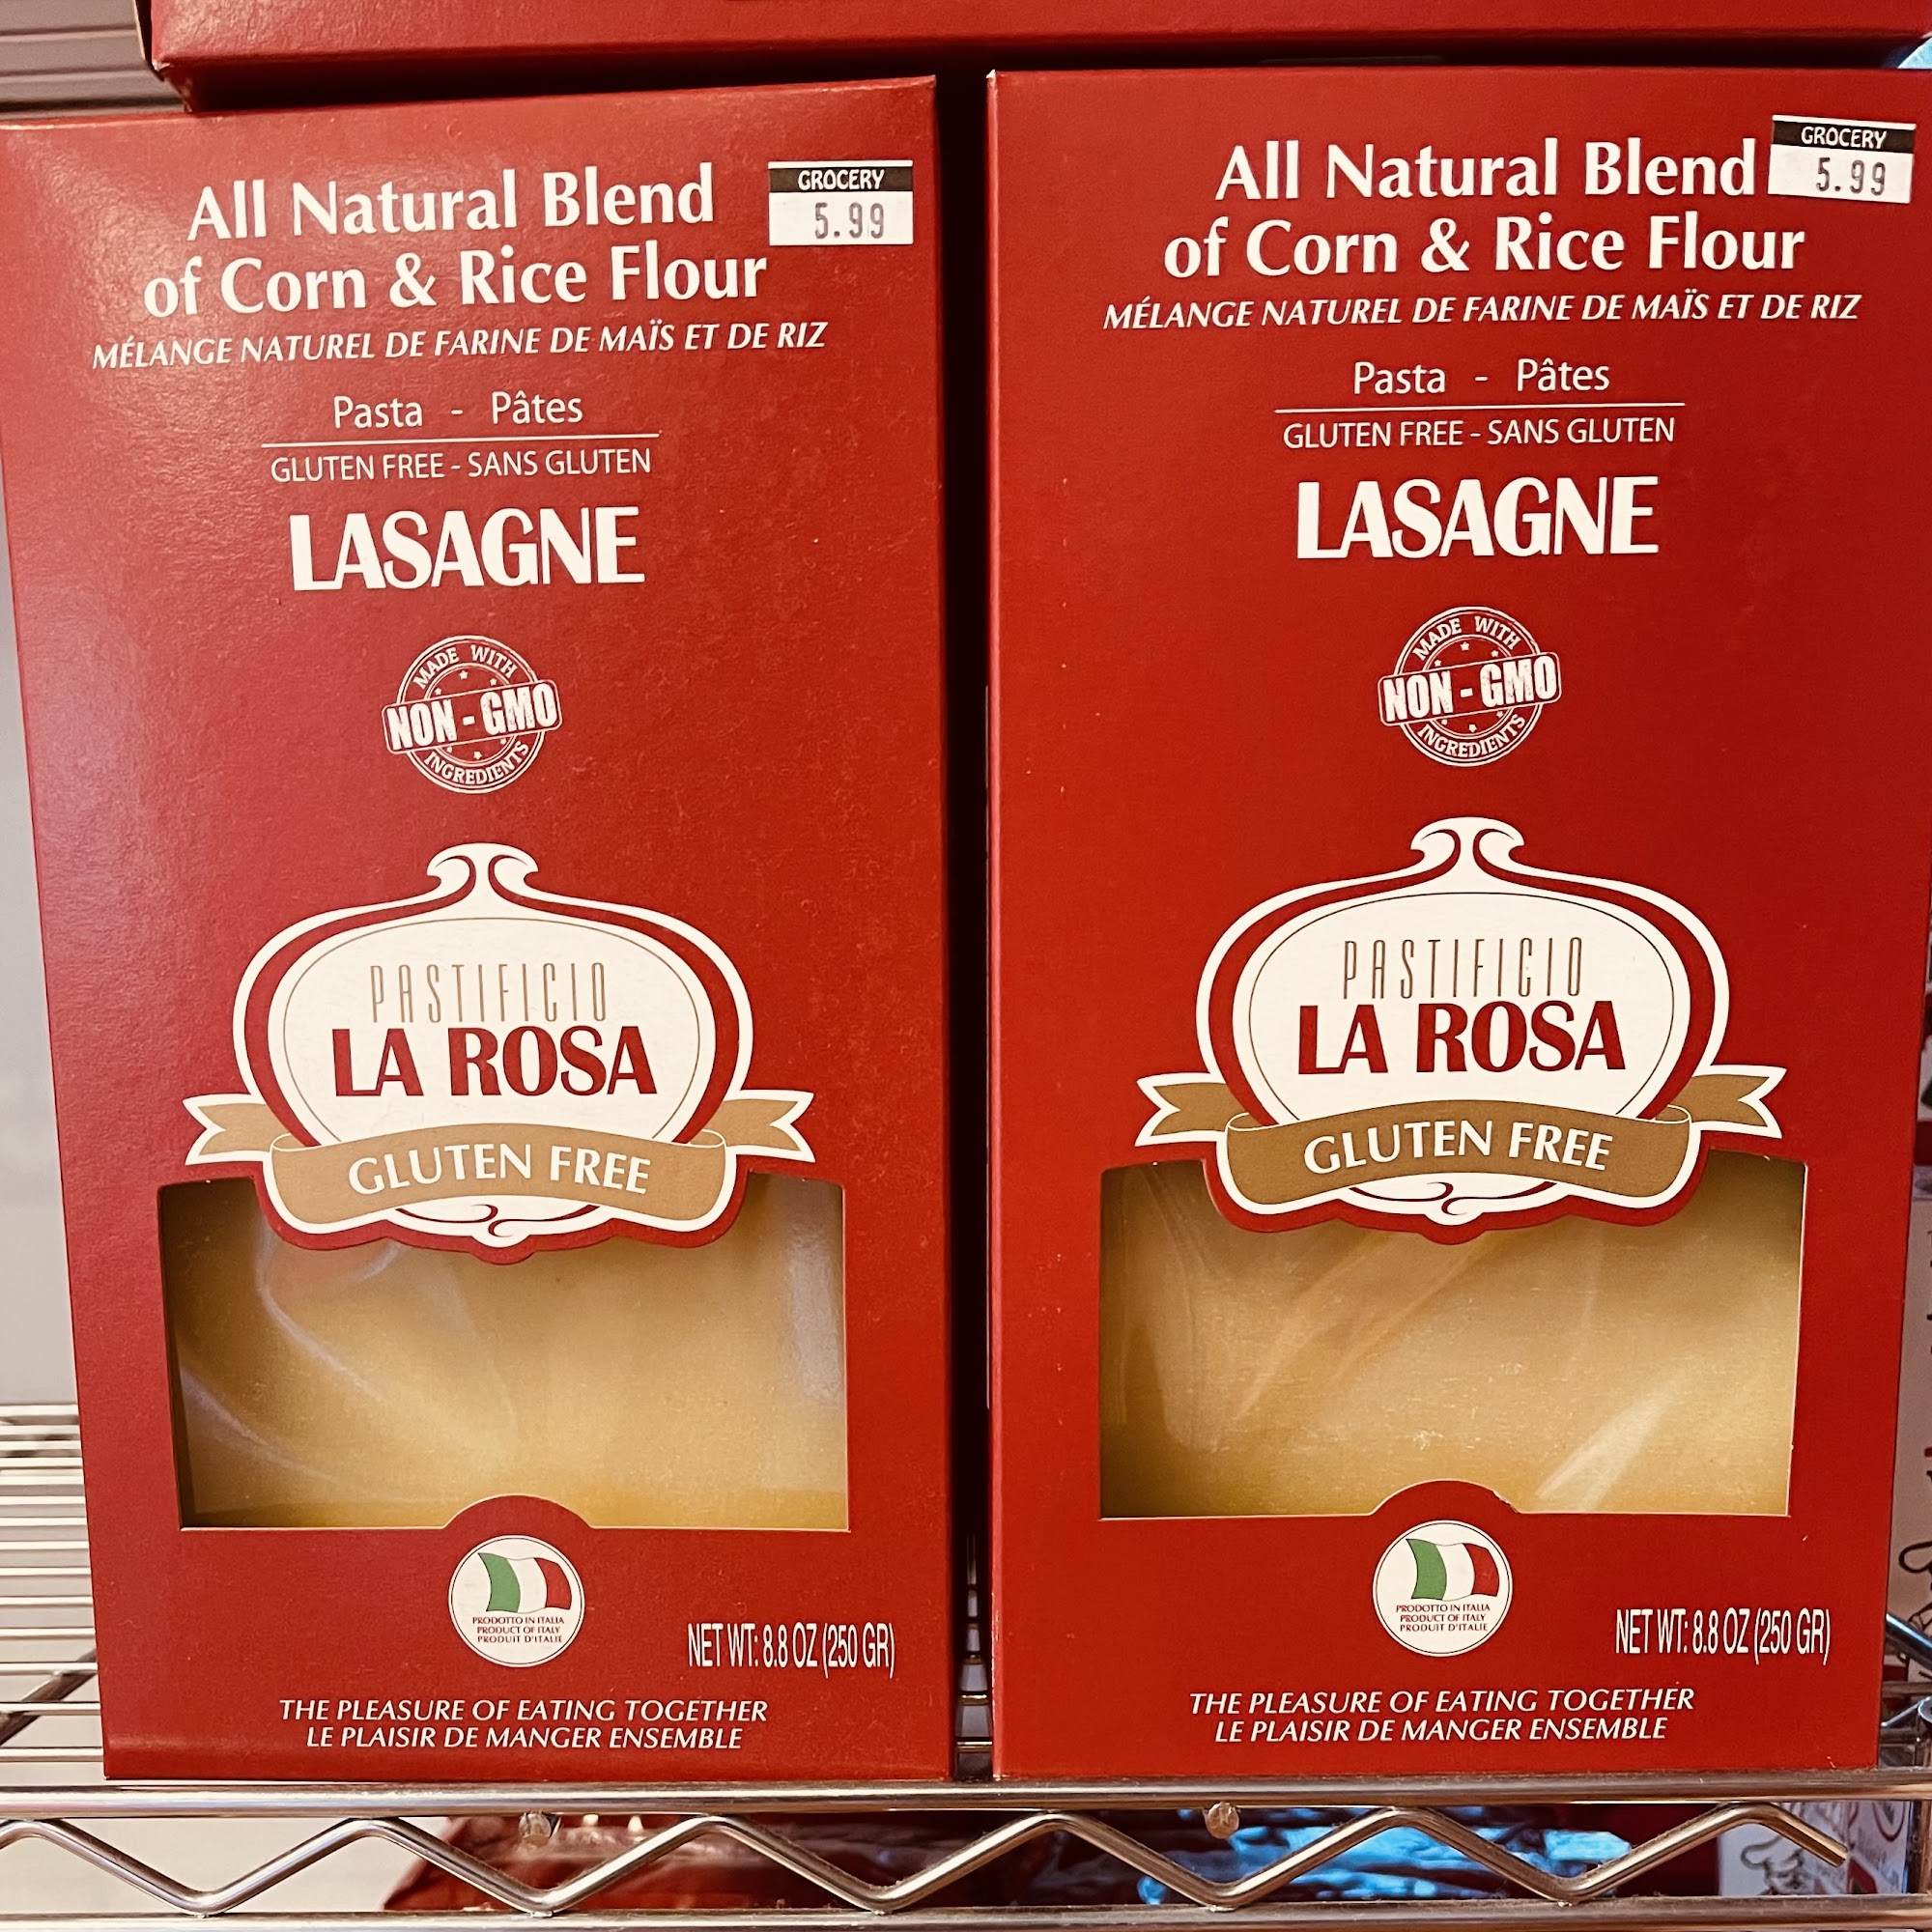 All Natural Blend
of Corn & Rice Flour
MÉLANGE NATUREL DE FARINE DE MAÏS ET DE RIZ
GROCERY
5.99
Pasta - Pâtes
GLUTEN FREE - SANS GLUTEN
LASAGNE
MADE WITH
NON - GMO
INGREDIENTS
PASTIFICIO
LA ROSA
GLUTEN FREE
PRODOTTO IN ITALIA
PRODUCT OF ITALY
PRODUIT D'ITALIE
NET WT: 8.8 OZ (250 GR)
THE PLEASURE OF EATING TOGETHER
LE PLAISIR DE MANGER ENSEMBLE
All Natural Blend
of Corn & Rice Flour
MÉLANGE NATUREL DE FARINE DE MAÏS ET DE RIZ
GROCERY
5.99
Pasta - Pâtes
GLUTEN FREE - SANS GLUTEN
LASAGNE
MADE WITH
NON - GMO
INGREDIENTS
PASTIFICIO
LA ROSA
GLUTEN FREE
PRODOTTO IN ITALIA
PRODUCT OF ITALY
PRODUIT D'ITALIE
NET WT: 8.8 OZ (250 GR)
THE PLEASURE OF EATING TOGETHER
LE PLAISIR DE MANGER ENSEMBLE